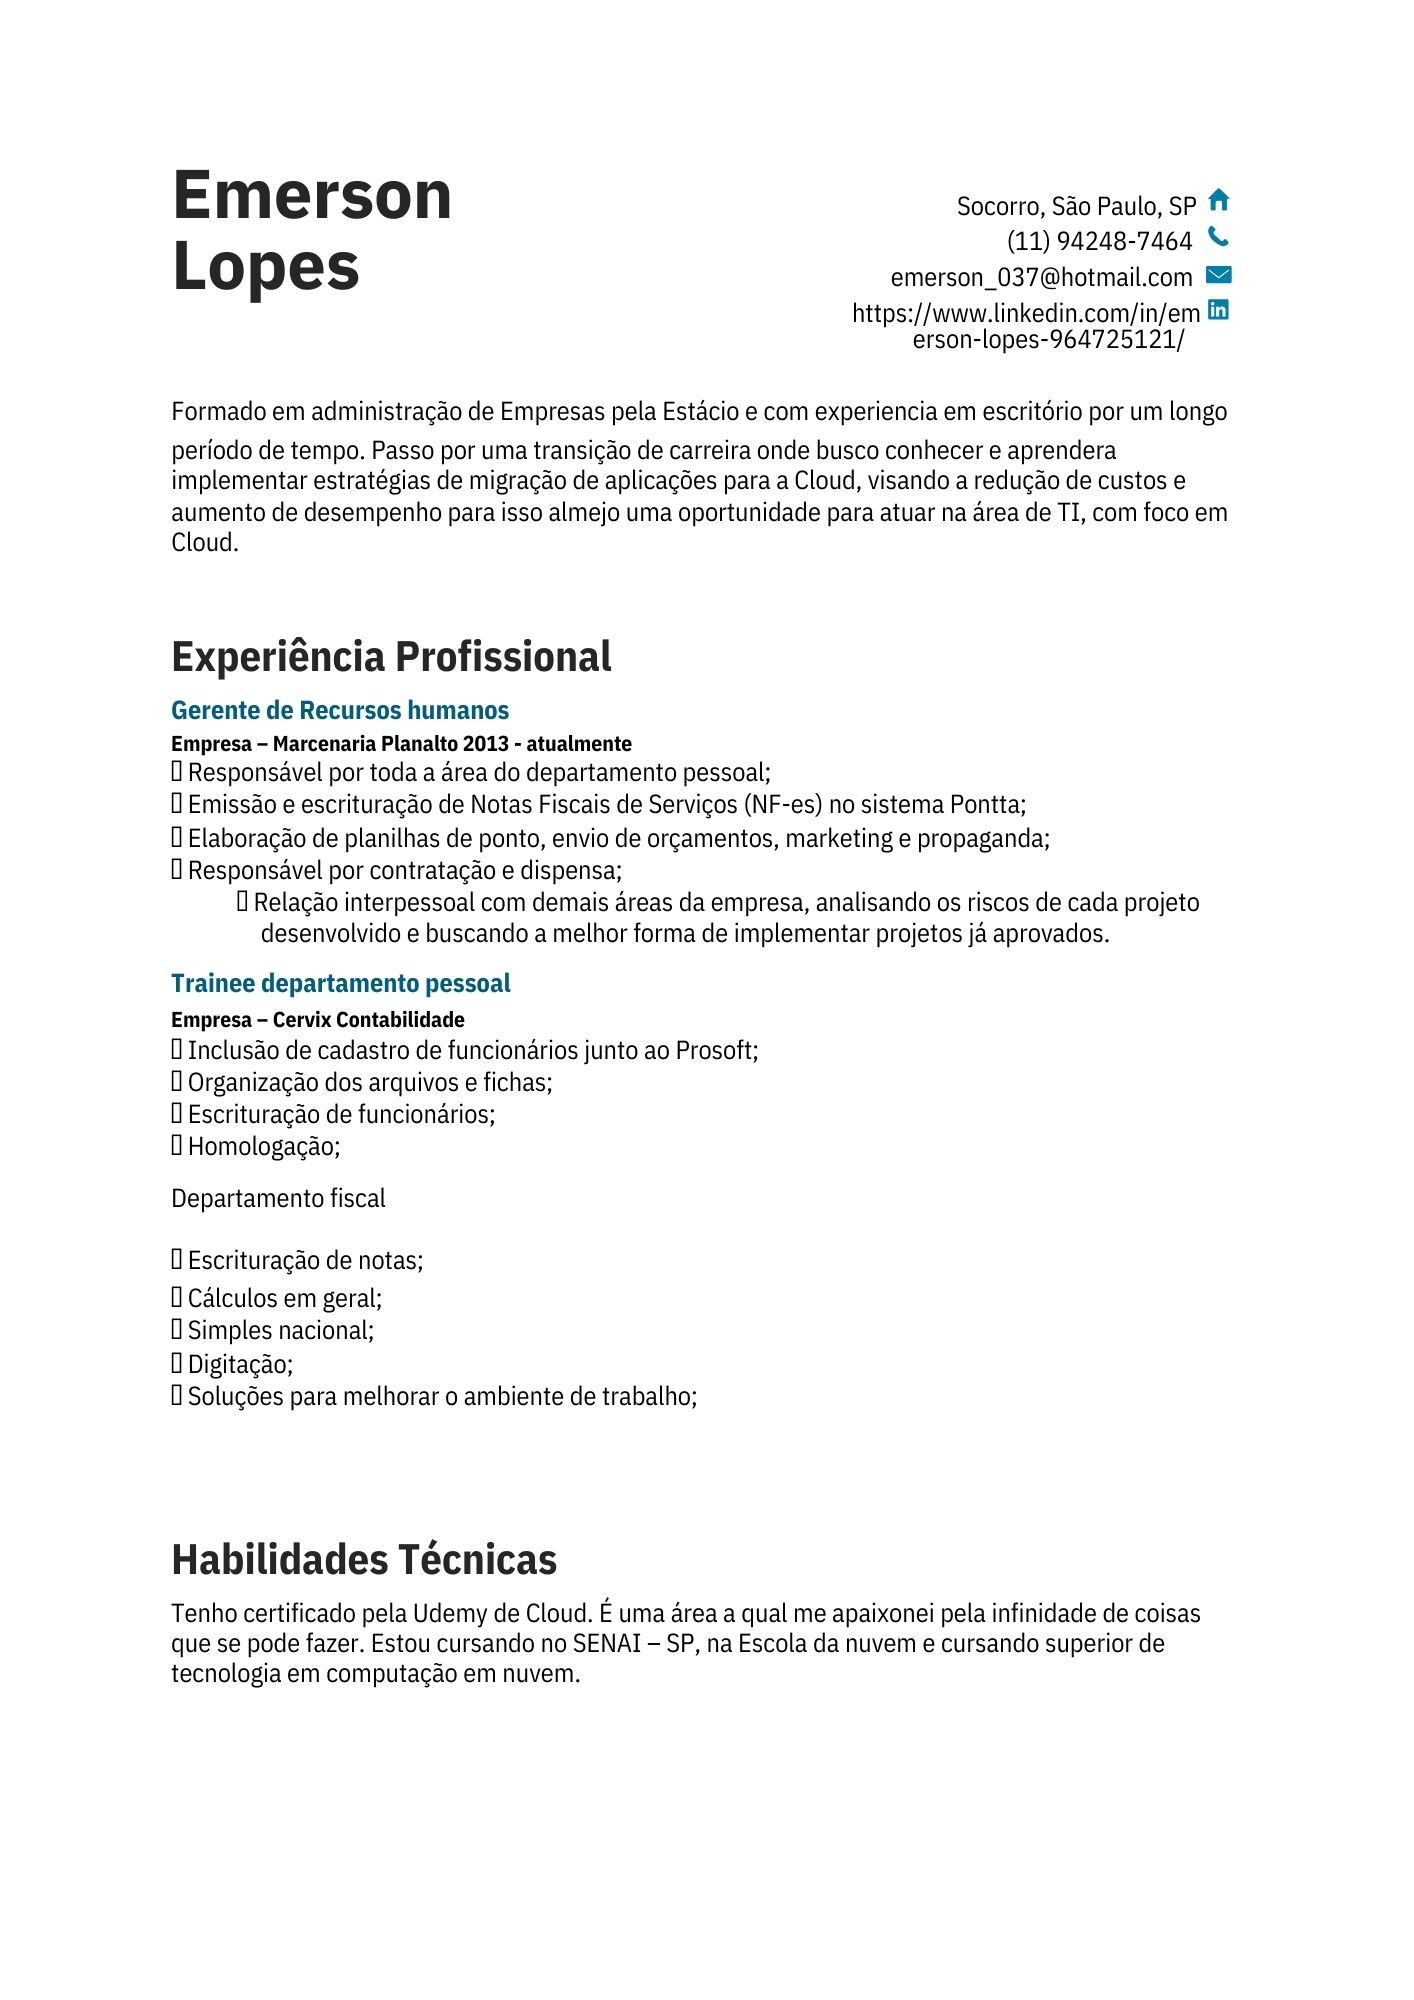 Emerson
Lopes
Socorro, São Paulo, SP
(11) 94248-7464
emerson_037@hotmail.com
https://www.linkedin.com/in/em
erson-lopes-964725121/
Formado em administração de Empresas pela Estácio e com experiencia em escritório por um longo
período de tempo. Passo por uma transição de carreira onde busco conhecer e aprendera
implementar estratégias de migração de aplicações para a Cloud, visando a redução de custos e
aumento de desempenho para isso almejo uma oportunidade para atuar na área de TI, com foco em
Cloud.
Experiência Profissional
Gerente de Recursos humanos
Empresa – Marcenaria Planalto 2013 - atualmente
▯ Responsável por toda a área do departamento pessoal;
▯ Emissão e escrituração de Notas Fiscais de Serviços (NF-es) no sistema Pontta;
▯ Elaboração de planilhas de ponto, envio de orçamentos, marketing e propaganda;
▯ Responsável por contratação e dispensa;
▯ Relação interpessoal com demais áreas da empresa, analisando os riscos de cada projeto
desenvolvido e buscando a melhor forma de implementar projetos já aprovados.
Trainee departamento pessoal
Empresa – Cervix Contabilidade
▯ Inclusão de cadastro de funcionários junto ao Prosoft;
▯ Organização dos arquivos e fichas;
▯ Escrituração de funcionários;
▯ Homologação;
Departamento fiscal
▯ Escrituração de notas;
▯ Cálculos em geral;
▯ Simples nacional;
▯ Digitação;
▯ Soluções para melhorar o ambiente de trabalho;
Habilidades Técnicas
Tenho certificado pela Udemy de Cloud. É uma área a qual me apaixonei pela infinidade de coisas
que se pode fazer. Estou cursando no SENAI – SP, na Escola da nuvem e cursando superior de
tecnologia em computação em nuvem.